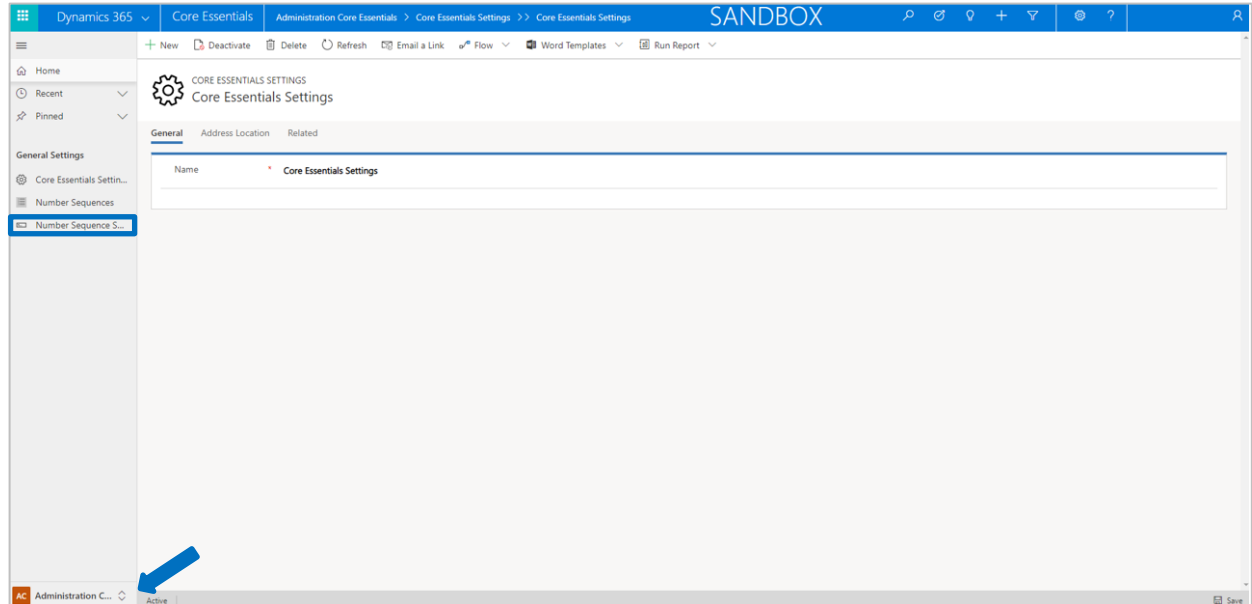 Dynamics 365 Core Essentials Administration Core Essentials > Core Essentials Settings >> Core Essentials Settings SANDBOX
New Deactivate Delete Refresh Email a Link Flow Word Templates Run Report
Home
Recent
Pinned
General Settings
Core Essentials Settin...
Number Sequences
Number Sequence S...
CORE ESSENTIALS SETTINGS
Core Essentials Settings
General Address Location Related
Name * Core Essentials Settings
AC Administration C...
Active Save